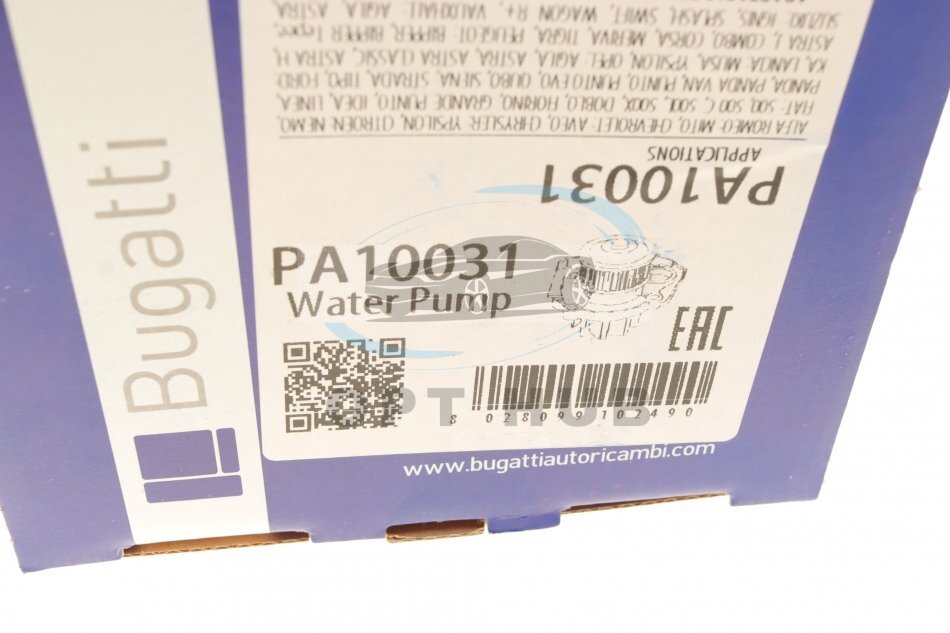 Bugatti
PA10031
APPLICATIONS
ALFA ROMEO: MITO, CHEVROLET: AVEO, CHRYSLER: YPSILON, CITROEN: NEMO,
FIAT: 500, 500 C, 500L, 500X, DOBLO, FIORINO, GRANDE PUNTO, IDEA, LINEA,
PANDA, PANDA VAN, PUNTO, PUNTO EVO, QUBO, SIENA, STRADA, TIPO, FORD:
KA, LANCIA: MUSA, YPSILON, OPEL: AGILA, ASTRA, ASTRA CLASSIC, ASTRA H,
ASTRA J, COMBO, CORSA, MERIVA, TIGRA, PEUGEOT: BIPPER, BIPPER Tepee,
SUZUKI: IGNIS, SPLASH, SWIFT, WAGON R+, VAUXHALL: AGILA, ASTRA,
PA10031
Water Pump
EAC
8 028099102490
OPT HUB
www.bugattiautoricambi.com